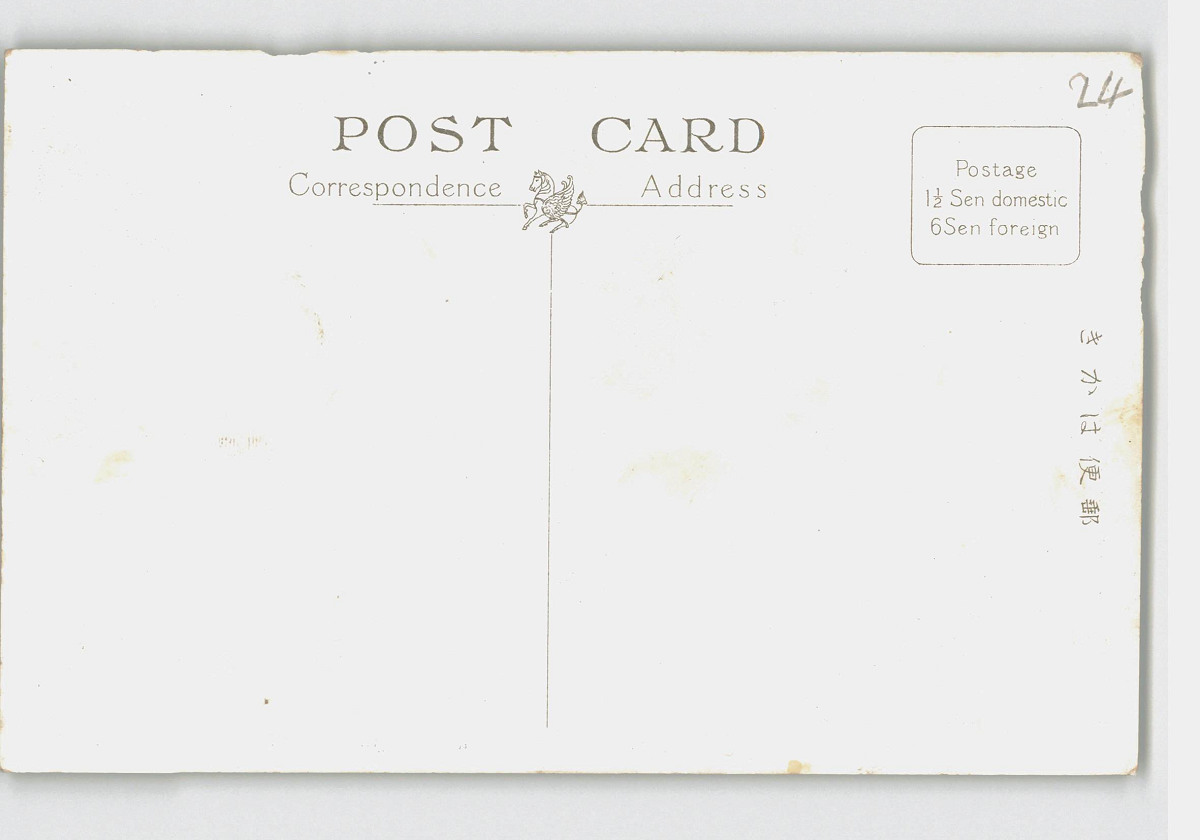 24
POST CARD
Correspondence Address
Postage
1½ Sen domestic
6Sen foreign
きかは便郵